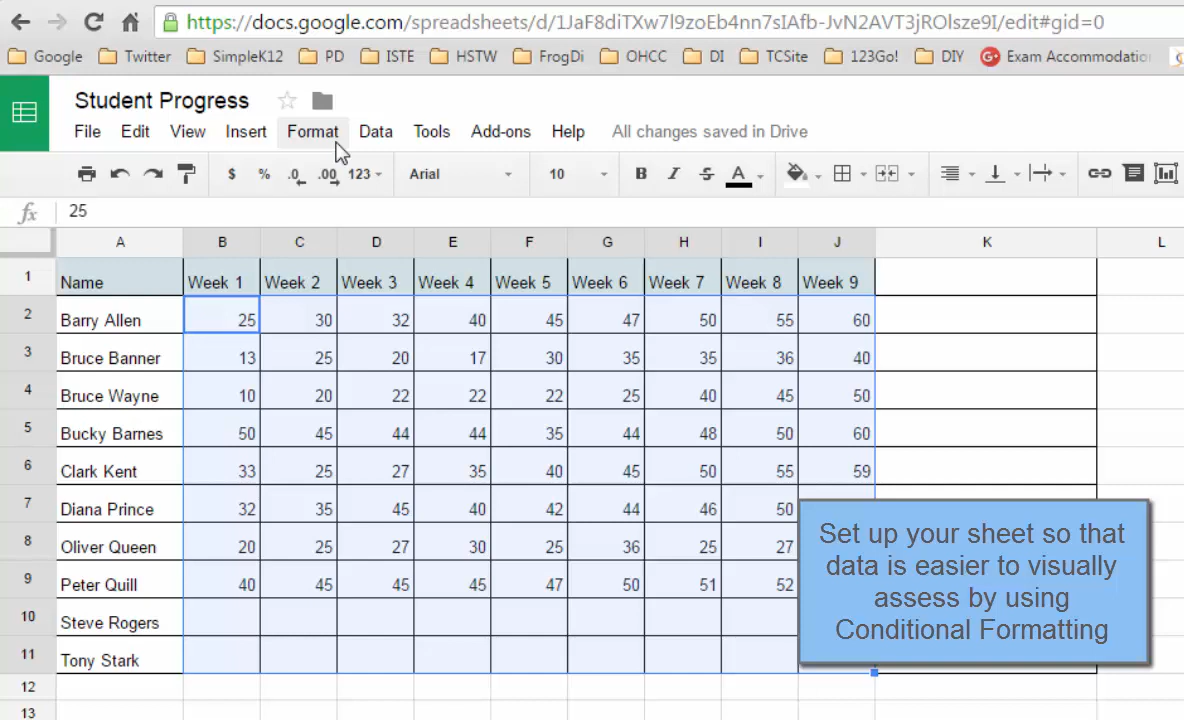 https://docs.google.com/spreadsheets/d/1JaF8diTXw7l9zoEb4nn7sIAfb-JvN2AVT3jROlsze9I/edit#gid=0
Google Twitter SimpleK12 PD ISTE HSTW FrogDi OHCC DI TCSite 123Go! DIY Exam Accommodatio
Student Progress
File Edit View Insert Format Data Tools Add-ons Help All changes saved in Drive
$ % .0 .00 123 Arial 10 B I S A
fx 25
A B C D E F G H I J K L
1 Name Week 1 Week 2 Week 3 Week 4 Week 5 Week 6 Week 7 Week 8 Week 9
2 Barry Allen 25 30 32 40 45 47 50 55 60
3 Bruce Banner 13 25 20 17 30 35 35 36 40
4 Bruce Wayne 10 20 22 22 22 25 40 45 50
5 Bucky Barnes 50 45 44 44 35 44 48 50 60
6 Clark Kent 33 25 27 35 40 45 50 55 59
7 Diana Prince 32 35 45 40 42 44 46 50
8 Oliver Queen 20 25 27 30 25 36 25 27
9 Peter Quill 40 45 45 45 47 50 51 52
10 Steve Rogers
11 Tony Stark
12
13
Set up your sheet so that
data is easier to visually
assess by using
Conditional Formatting